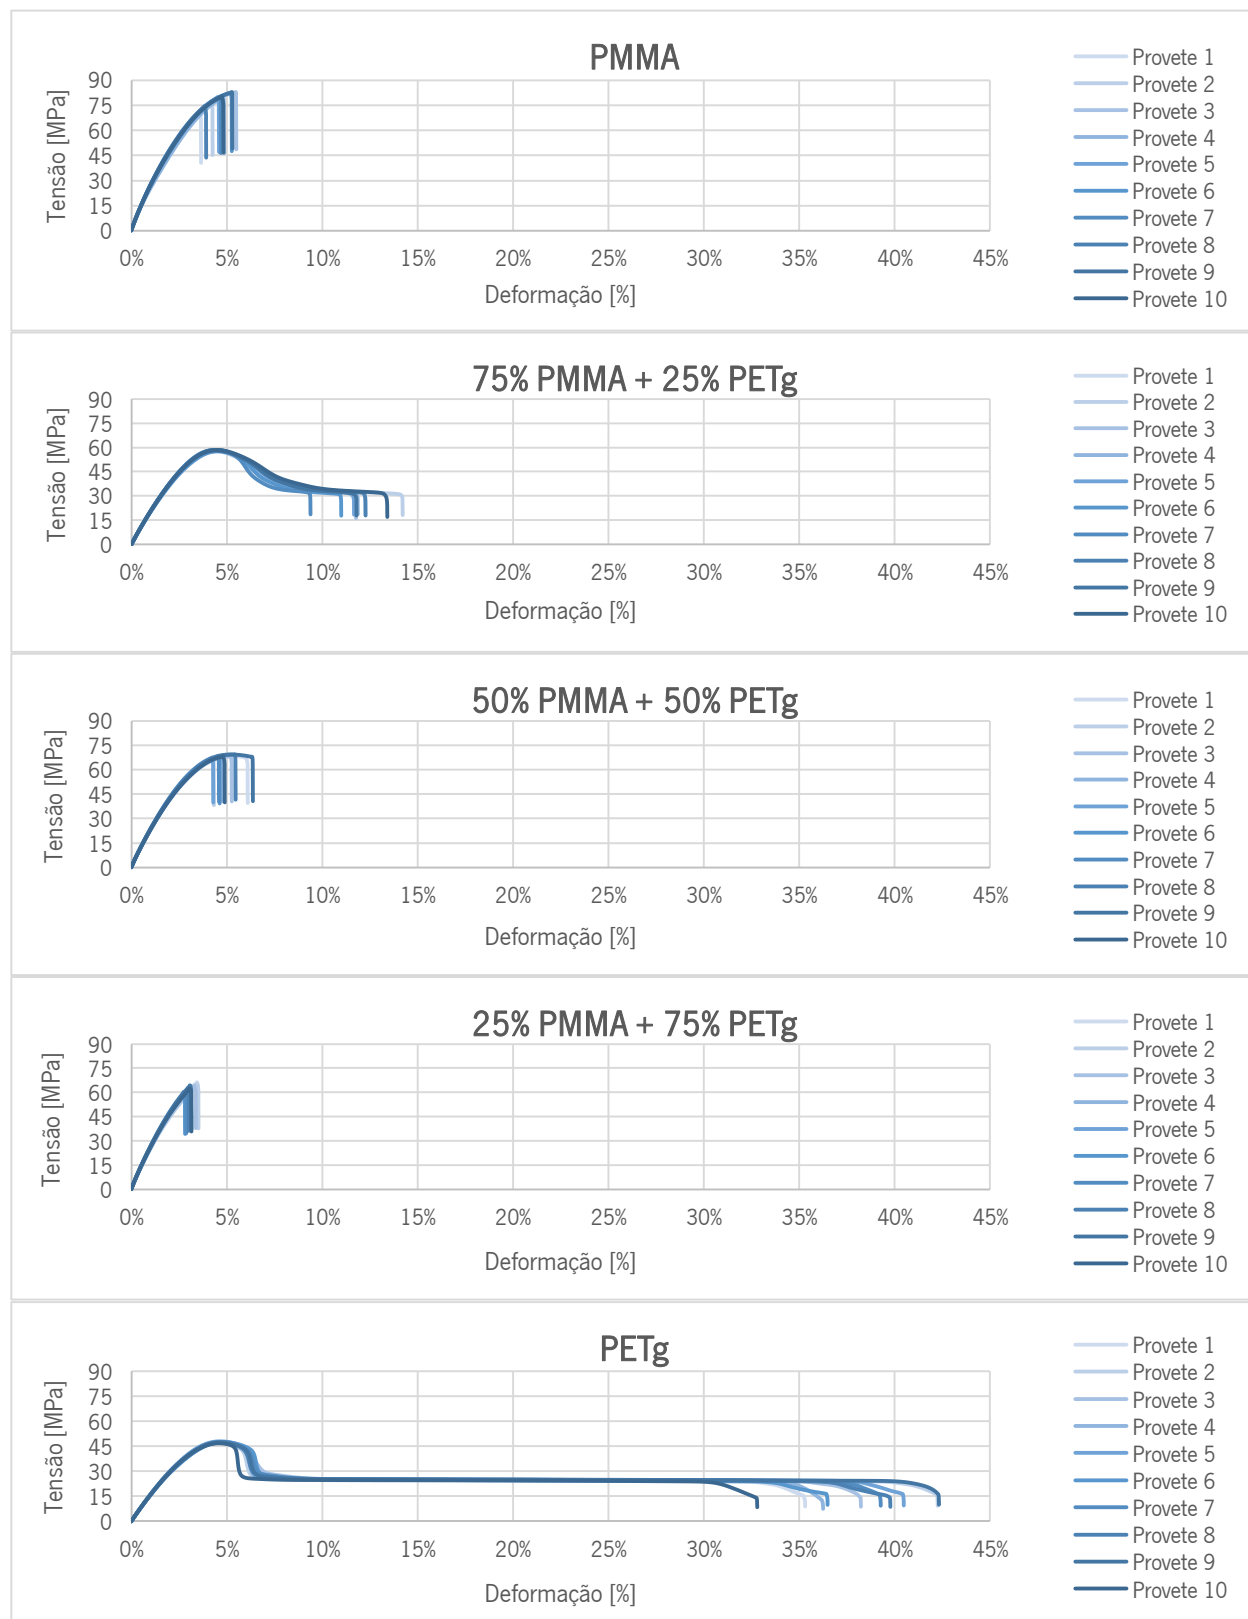 PMMA
Tensão [MPa]
90
75
60
45
30
15
0
0% 5% 10% 15% 20% 25% 30% 35% 40% 45%
Deformação [%]
Provete 1
Provete 2
Provete 3
Provete 4
Provete 5
Provete 6
Provete 7
Provete 8
Provete 9
Provete 10
75% PMMA + 25% PETg
Tensão [MPa]
90
75
60
45
30
15
0
0% 5% 10% 15% 20% 25% 30% 35% 40% 45%
Deformação [%]
Provete 1
Provete 2
Provete 3
Provete 4
Provete 5
Provete 6
Provete 7
Provete 8
Provete 9
Provete 10
50% PMMA + 50% PETg
Tensão [MPa]
90
75
60
45
30
15
0
0% 5% 10% 15% 20% 25% 30% 35% 40% 45%
Deformação [%]
Provete 1
Provete 2
Provete 3
Provete 4
Provete 5
Provete 6
Provete 7
Provete 8
Provete 9
Provete 10
25% PMMA + 75% PETg
Tensão [MPa]
90
75
60
45
30
15
0
0% 5% 10% 15% 20% 25% 30% 35% 40% 45%
Deformação [%]
Provete 1
Provete 2
Provete 3
Provete 4
Provete 5
Provete 6
Provete 7
Provete 8
Provete 9
Provete 10
PETg
Tensão [MPa]
90
75
60
45
30
15
0
0% 5% 10% 15% 20% 25% 30% 35% 40% 45%
Deformação [%]
Provete 1
Provete 2
Provete 3
Provete 4
Provete 5
Provete 6
Provete 7
Provete 8
Provete 9
Provete 10